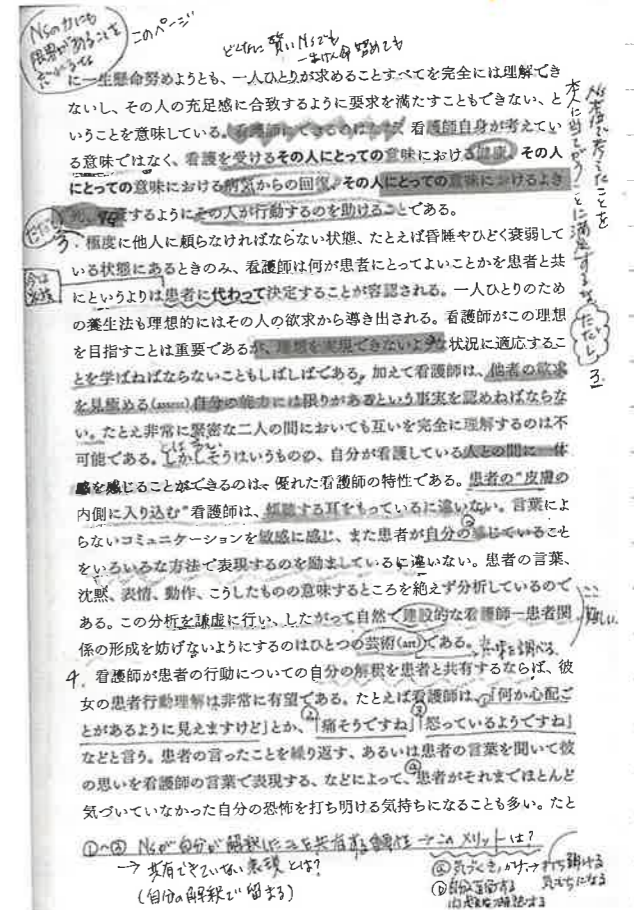 Nsの力にも
限界があることを
このページ
どんなに賢いNsでも
一生けん命努めても
に一生懸命努めようとも、一人ひとりが求めることすべてを完全には理解でき
ないし、その人の充足感に合致するように要求を満たすこともできない、と
いうことを意味している。看護師にできるのは 看護師自身が考えてい
る意味ではなく、看護を受けるその人にとっての意味における健康、その人
にとっての意味における病気からの回復、その人にとっての意味におけるよき
死、 するようにその人が行動するのを助けることである。
ただし
3. 極度に他人に頼らなければならない状態、たとえば昏睡やひどく衰弱して
いる状態にあるときのみ、看護師は何が患者にとってよいことかを患者と共
にというよりは患者に代わって決定することが容認される。一人ひとりのため
の養生法も理想的にはその人の欲求から導き出される。看護師がこの理想
を目指すことは重要であるが、理想を実現できないような状況に適応するこ
とを学ばねばならないこともしばしばである。加えて看護師は、他者の欲求
を見極める(assess)自分の能力には限りがあるという事実を認めねばならな
い。たとえ非常に緊密な二人の間においても互いを完全に理解するのは不
可能である。しかしそうはいうものの、自分が看護している人との間に一体
感を感じることができるのは、優れた看護師の特性である。患者の“皮膚の
内側に入り込む”看護師は、傾聴する耳をもっているに違いない。言葉によ
らないコミュニケーションを敏感に感じ、また患者が自分の感じていること
をいろいろな方法で表現するのを励ましているに違いない。患者の言葉、
沈黙、表情、動作、こうしたものの意味するところを絶えず分析しているので
ある。この分析を謙虚に行い、したがって自然で建設的な看護師―患者関
係の形成を妨げないようにするのはひとつの芸術(art)である。
ここ
難しい
4. 看護師が患者の行動についての自分の解釈を患者と共有するならば、彼
女の患者行動理解は非常に有望である。たとえば看護師は、①「何か心配ご
とがあるように見えますけど」とか、②「痛そうですね」③「怒っているようですね」
などと言う。患者の言ったことを繰り返す、あるいは患者の言葉を聞いて彼
の思いを看護師の言葉で表現する、などによって、患者がそれまではほとんど
気づいていなかった自分の恐怖を打ち明ける気持ちになることも多い。たと
①~③ Nsが自分が解釈したことを共有する 性→このメリットは?
→ 共有できていない表現とは?
(自分の解釈で留まる)
打ち明ける
気もちになる
Nsが 考えたことを
ただし
3.